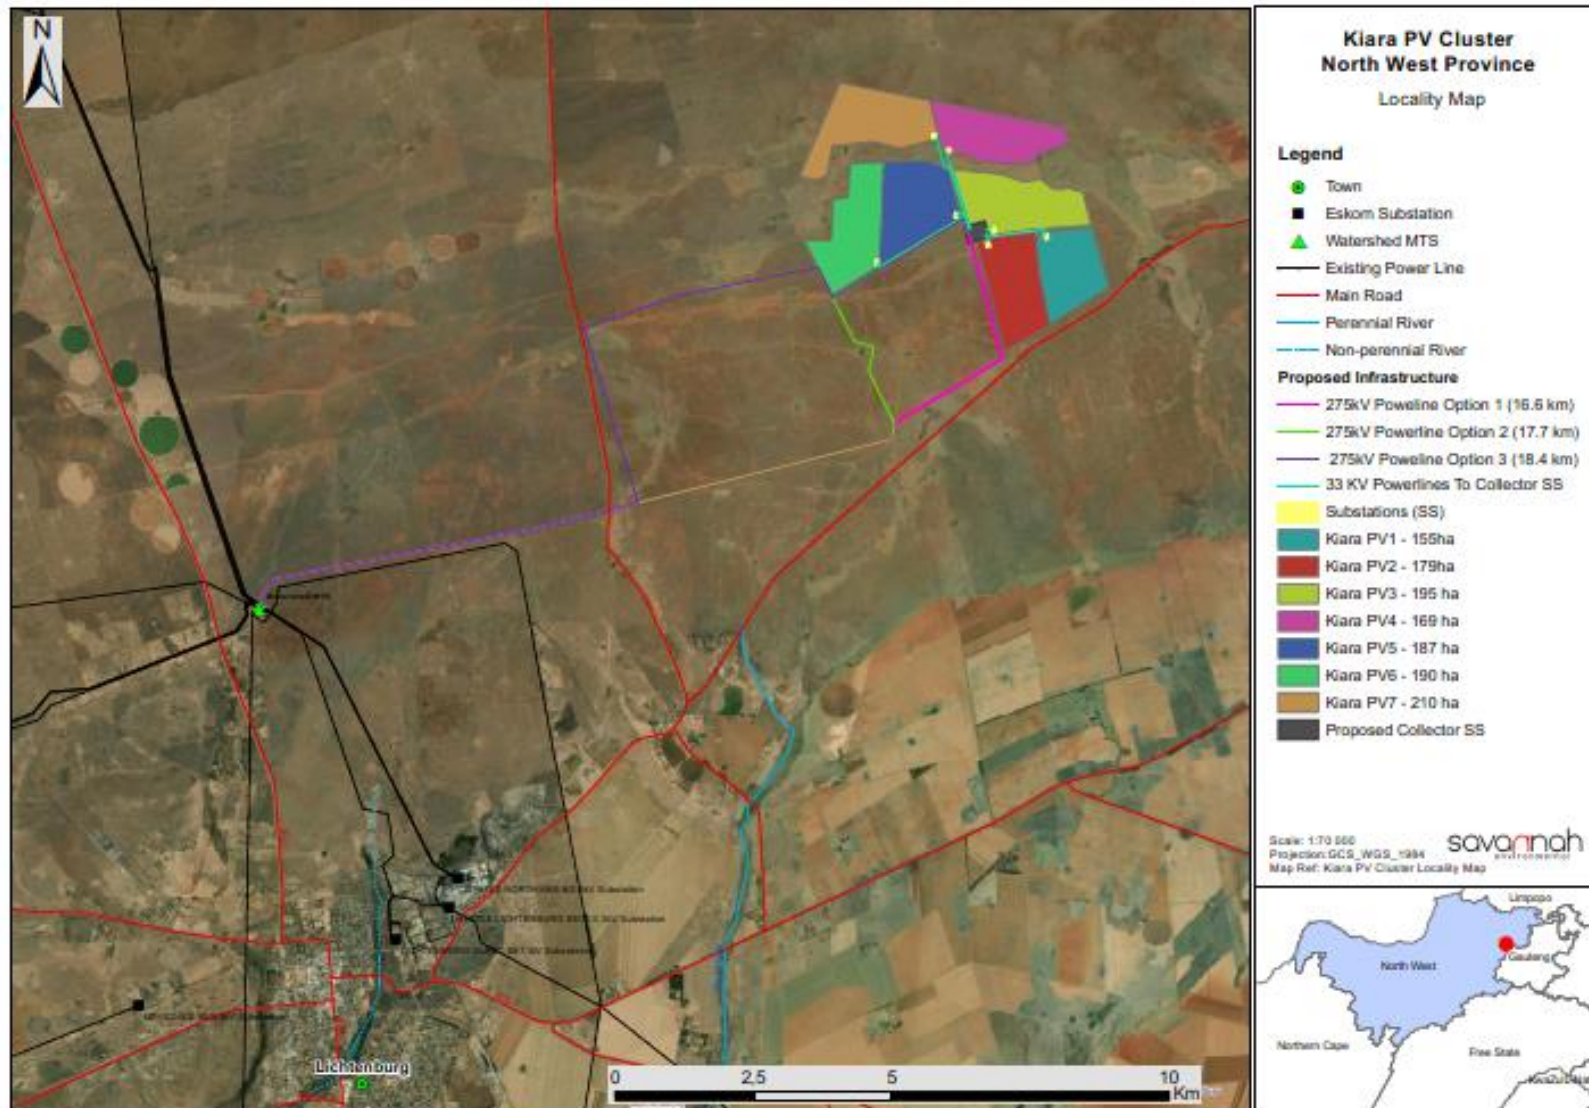 N
Lichtenburg
0 2.5 5 10
Km
Kiara PV Cluster
North West Province
Locality Map
Legend
Town
Eskom Substation
Watershed MTS
Existing Power Line
Main Road
Perennial River
Non-perennial River
Proposed Infrastructure
275kV Poweline Option 1 (16.6 km)
275kV Powerline Option 2 (17.7 km)
275kV Poweline Option 3 (18.4 km)
33 KV Powerlines To Collector SS
Substations (SS)
Kiara PV1 - 155ha
Kiara PV2 - 179ha
Kiara PV3 - 195 ha
Kiara PV4 - 169 ha
Kiara PV5 - 187 ha
Kiara PV6 - 190 ha
Kiara PV7 - 210 ha
Proposed Collector SS
Scale: 1:70 000
Projection:GCS_WGS_1984
Map Ref: Kiara PV Cluster Locality Map
savannah
environmental
Limpopo
North West
Gauteng
Northern Cape
Free State